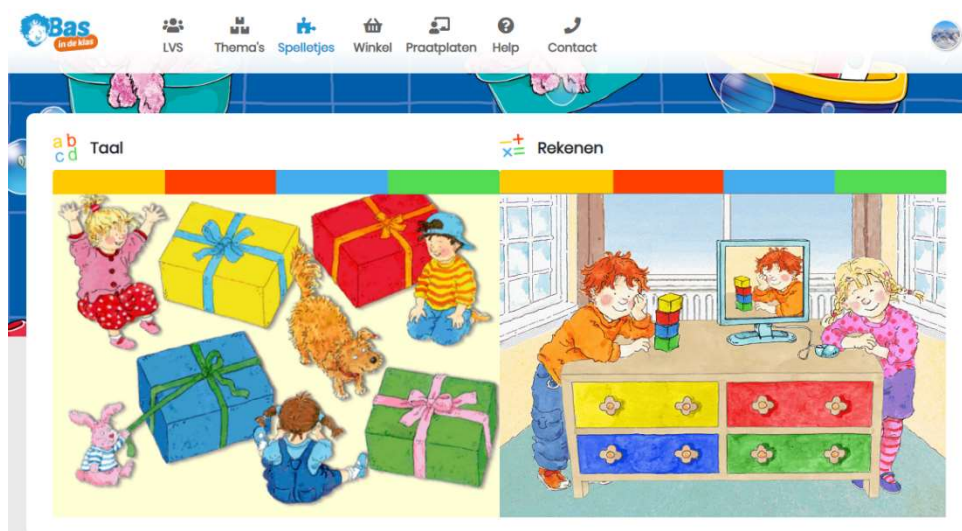 Bas
in de klas
LVS
Thema's
Spelletjes
Winkel
Praatplaten
Help
Contact
a b
c d
Taal
− +
× =
Rekenen